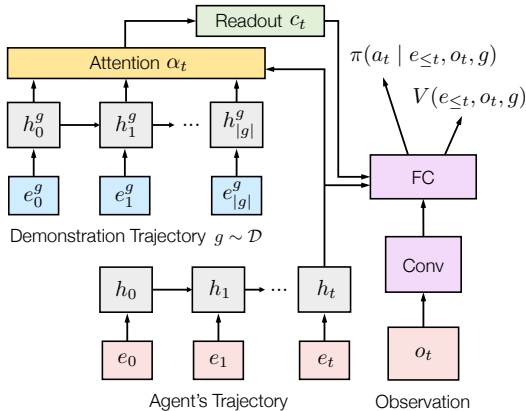 Readout c_t
π(a_t | e_{≤t}, o_t, g)
Attention α_t
V(e_{≤t}, o_t, g)
h_0^g h_1^g ... h_{|g|}^g
FC
e_0^g e_1^g e_{|g|}^g
Demonstration Trajectory g ∼ 𝒟
Conv
h_0 h_1 ... h_t
e_0 e_1 e_t o_t
Agent's Trajectory Observation